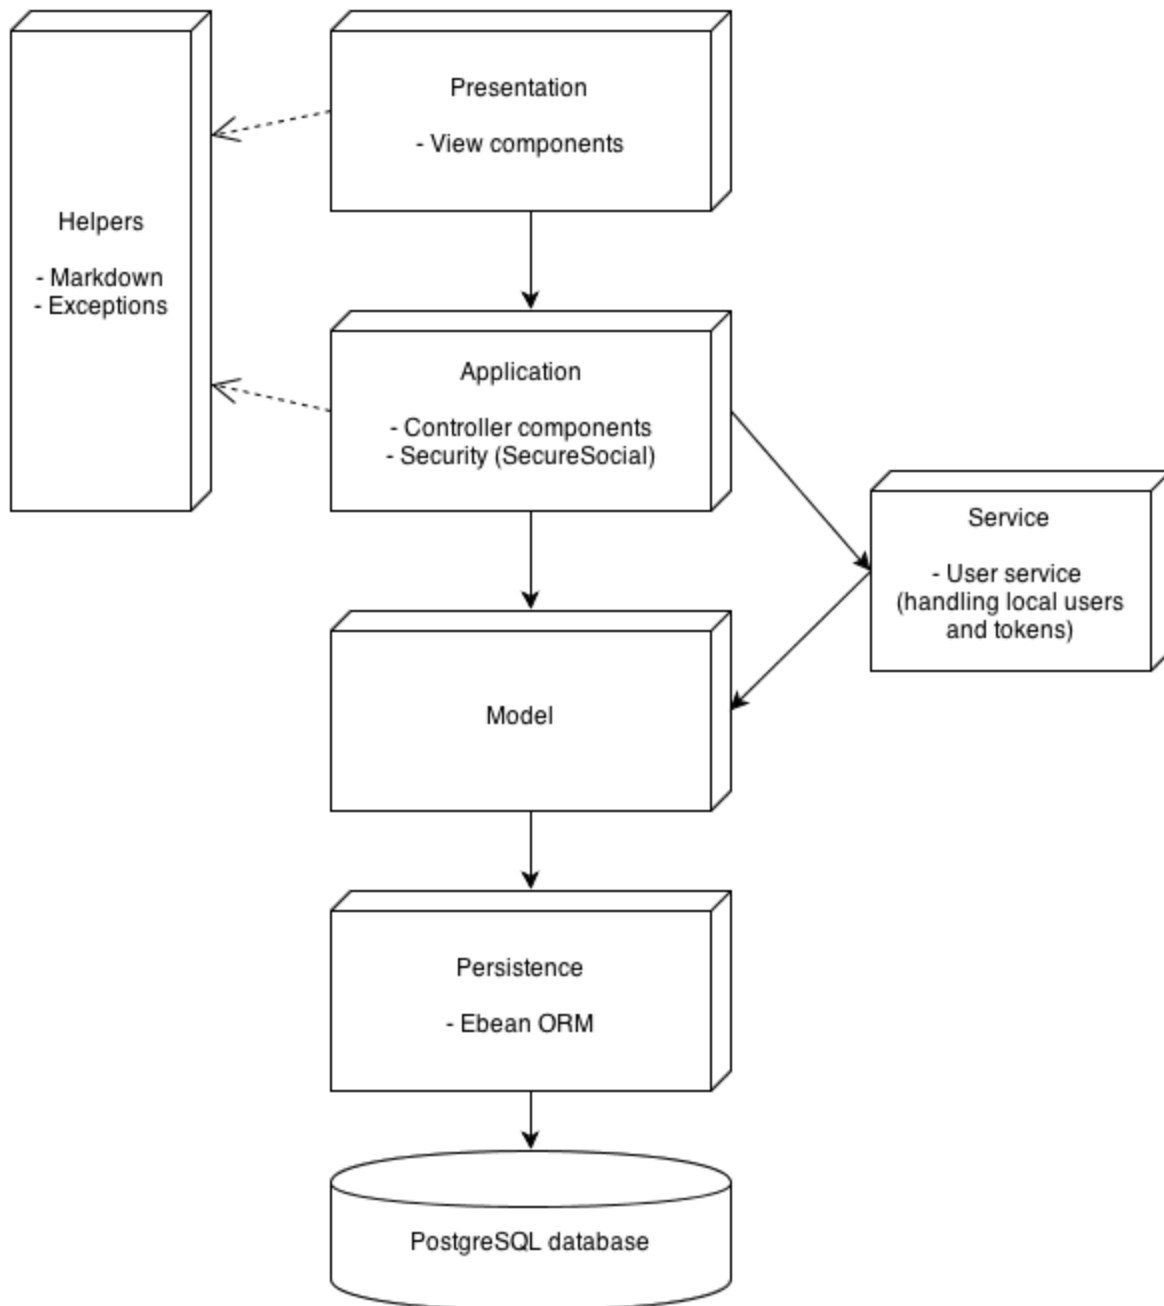 Presentation
- View components
Helpers
- Markdown
- Exceptions
Application
- Controller components
- Security (SecureSocial)
Service
- User service
(handling local users
and tokens)
Model
Persistence
- Ebean ORM
PostgreSQL database